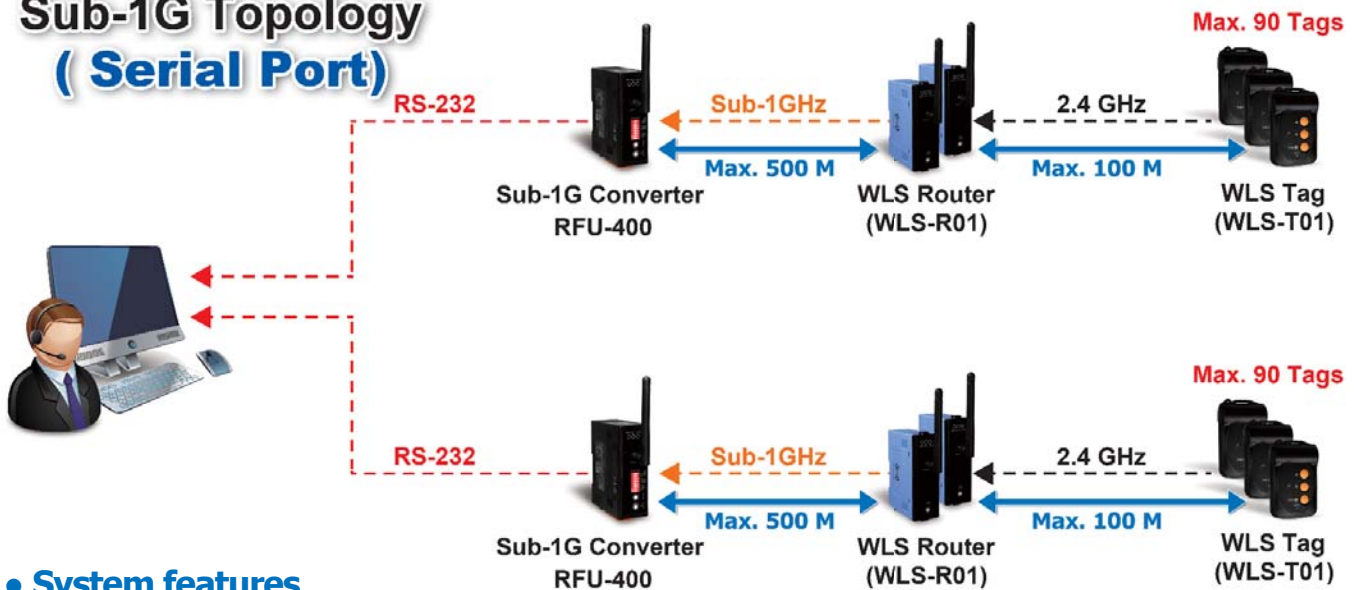 Sub-1G Topology
( Serial Port)
Max. 90 Tags
RS-232
Sub-1GHz
2.4 GHz
Max. 500 M
Max. 100 M
Sub-1G Converter
RFU-400
WLS Router
(WLS-R01)
WLS Tag
(WLS-T01)
Max. 90 Tags
RS-232
Sub-1GHz
2.4 GHz
Max. 500 M
Max. 100 M
Sub-1G Converter
RFU-400
WLS Router
(WLS-R01)
WLS Tag
(WLS-T01)
● System features